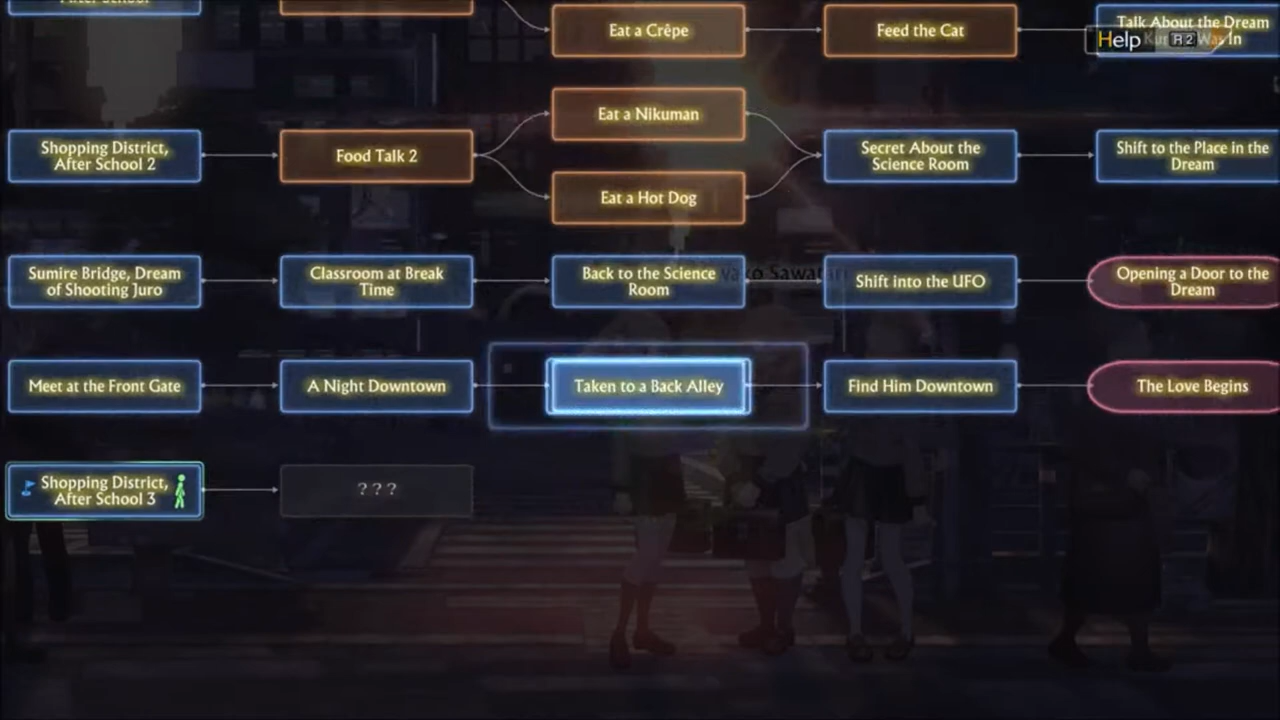 After School
Eat a Crêpe
Feed the Cat
Talk About the Dream
Was In
Help R2
Eat a Nikuman
Shopping District,
After School 2
Food Talk 2
Secret About the
Science Room
Shift to the Place in the
Dream
Eat a Hot Dog
Sumire Bridge, Dream
of Shooting Juro
Classroom at Break
Time
Back to the Science
Room
Shift into the UFO
Opening a Door to the
Dream
Meet at the Front Gate
A Night Downtown
Taken to a Back Alley
Find Him Downtown
The Love Begins
Shopping District,
After School 3
???